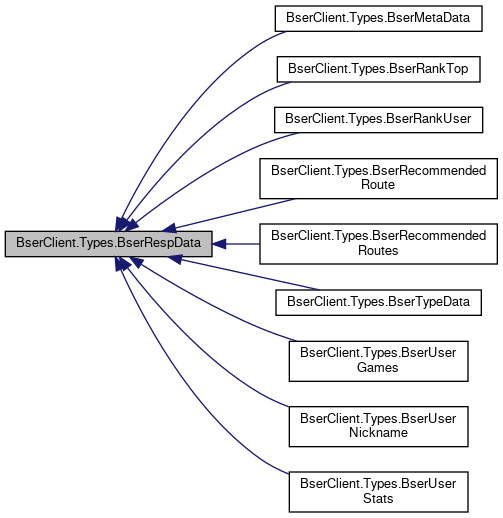 BserClient.Types.BserMetaData
BserClient.Types.BserRankTop
BserClient.Types.BserRankUser
BserClient.Types.BserRecommended
Route
BserClient.Types.BserRespData
BserClient.Types.BserRecommended
Routes
BserClient.Types.BserTypeData
BserClient.Types.BserUser
Games
BserClient.Types.BserUser
Nickname
BserClient.Types.BserUser
Stats